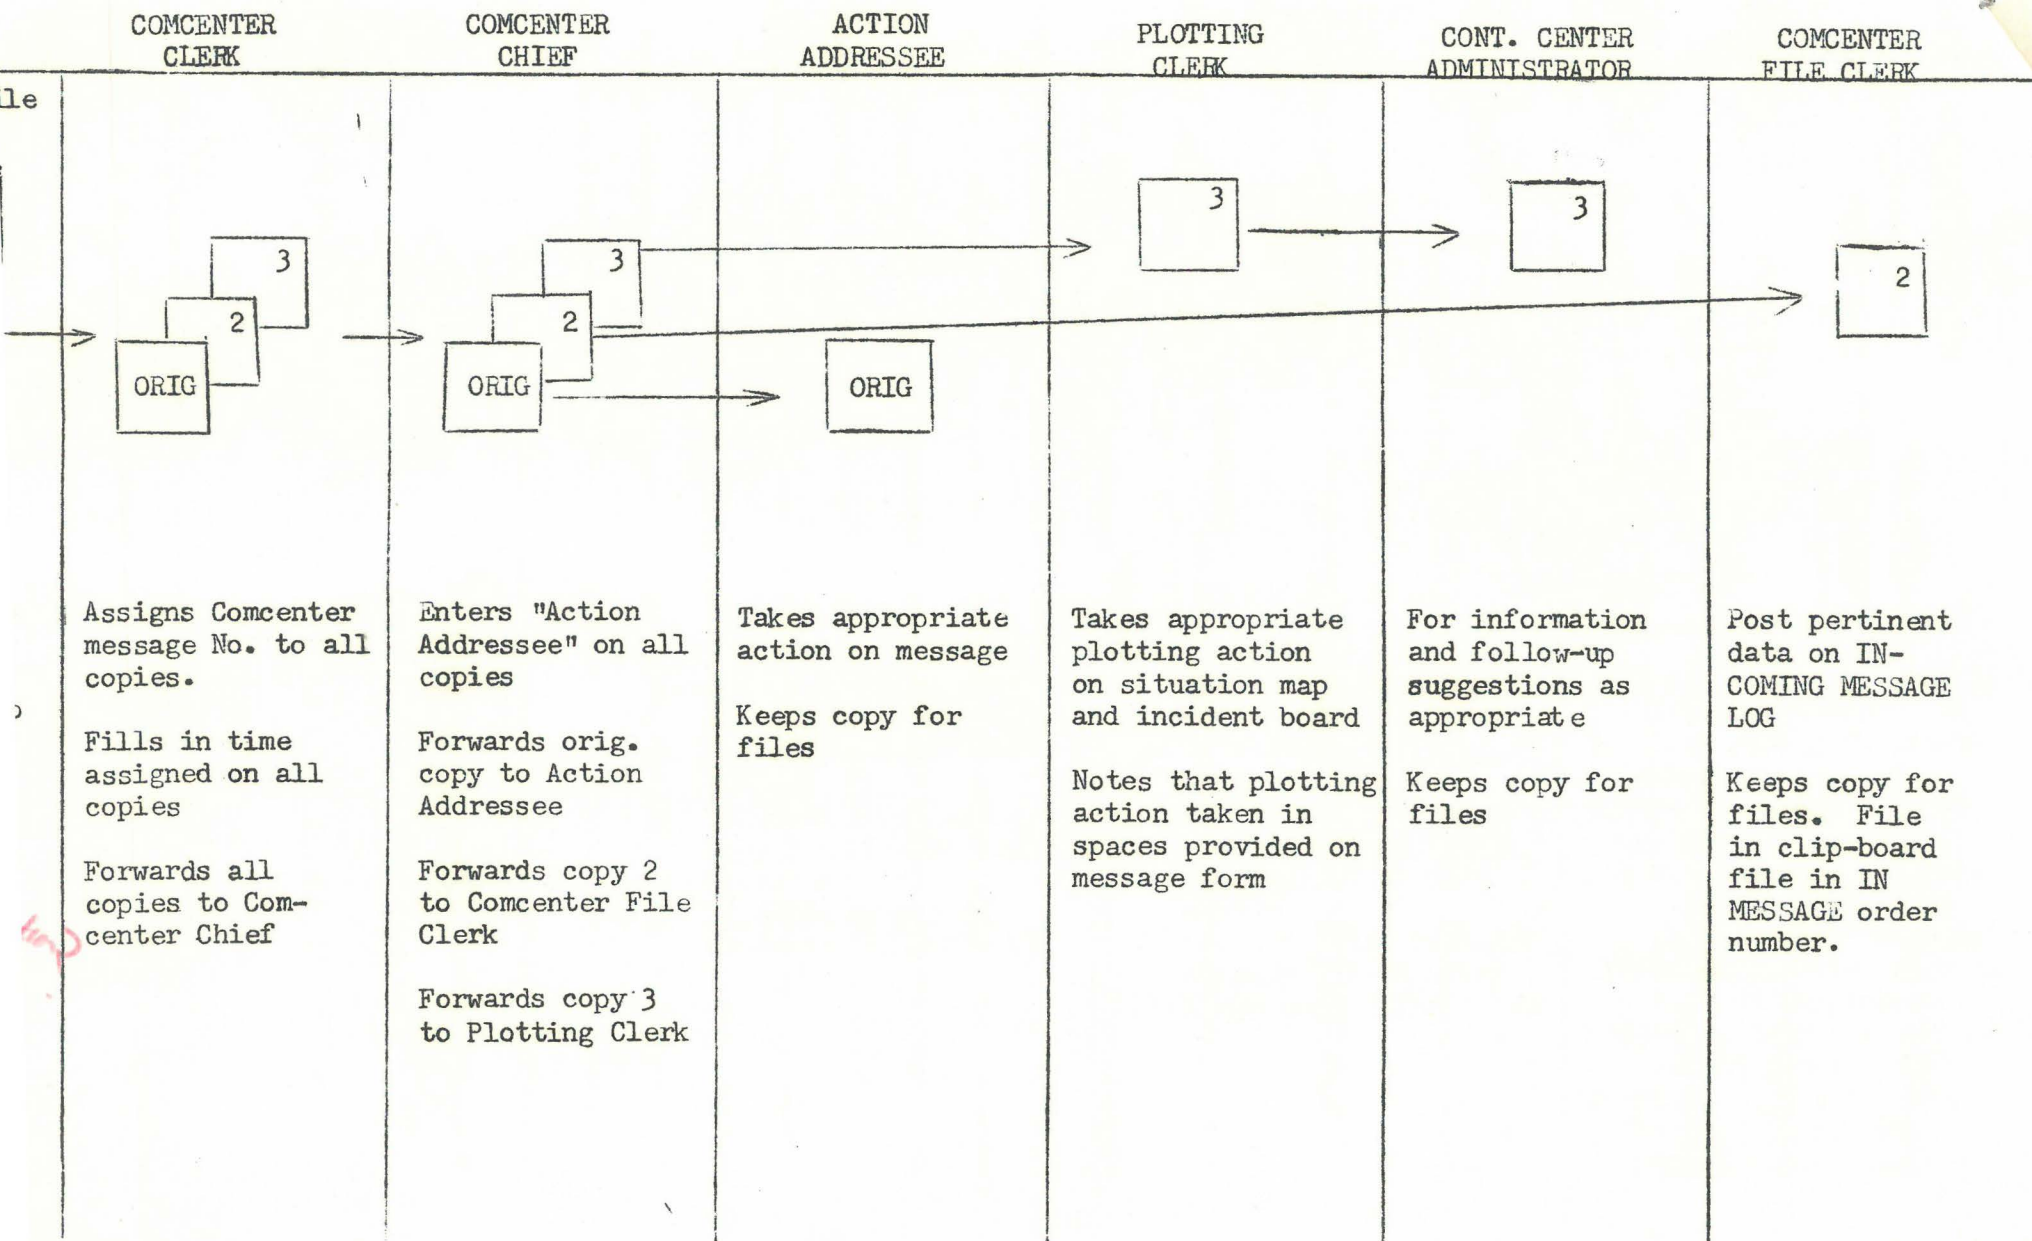 COMCENTER
CLERK
COMCENTER
CHIEF
ACTION
ADDRESSEE
PLOTTING
CLERK
CONT. CENTER
ADMINISTRATOR
COMCENTER
FILE CLERK
ile
3
2
ORIG
3
2
ORIG
ORIG
3
3
2
Assigns Comcenter
message No. to all
copies.
Fills in time
assigned on all
copies
Forwards all
copies to Com-
center Chief
Enters "Action
Addressee" on all
copies
Forwards orig.
copy to Action
Addressee
Forwards copy 2
to Comcenter File
Clerk
Forwards copy 3
to Plotting Clerk
Takes appropriate
action on message
Keeps copy for
files
Takes appropriate
plotting action
on situation map
and incident board
Notes that plotting
action taken in
spaces provided on
message form
For information
and follow-up
suggestions as
appropriate
Keeps copy for
files
Post pertinent
data on IN-
COMING MESSAGE
LOG
Keeps copy for
files. File
in clip-board
file in IN
MESSAGE order
number.